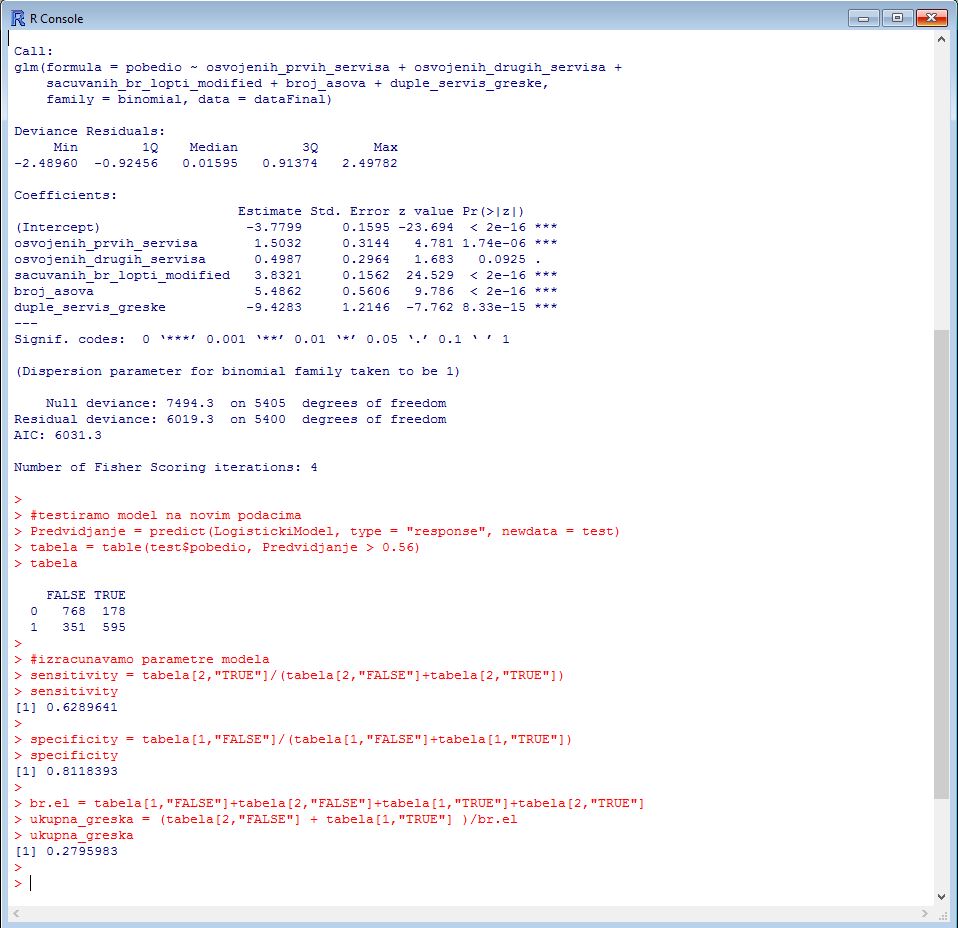 R Console
Call:
glm(formula = pobedio ~ osvojenih_prvih_servisa + osvojenih_drugih_servisa +
    sacuvanih_br_lopti_modified + broj_asova + duple_servis_greske,
    family = binomial, data = dataFinal)
Deviance Residuals:
     Min        1Q    Median        3Q       Max
-2.48960  -0.92456   0.01595   0.91374   2.49782
Coefficients:
                            Estimate Std. Error z value Pr(>|z|)
(Intercept)                  -3.7799     0.1595 -23.694  < 2e-16 ***
osvojenih_prvih_servisa       1.5032     0.3144   4.781 1.74e-06 ***
osvojenih_drugih_servisa      0.4987     0.2964   1.683   0.0925 .
sacuvanih_br_lopti_modified   3.8321     0.1562  24.529  < 2e-16 ***
broj_asova                    5.4862     0.5606   9.786  < 2e-16 ***
duple_servis_greske          -9.4283     1.2146  -7.762 8.33e-15 ***
---
Signif. codes:  0 ‘***’ 0.001 ‘**’ 0.01 ‘*’ 0.05 ‘.’ 0.1 ‘ ’ 1
(Dispersion parameter for binomial family taken to be 1)
    Null deviance: 7494.3  on 5405  degrees of freedom
Residual deviance: 6019.3  on 5400  degrees of freedom
AIC: 6031.3
Number of Fisher Scoring iterations: 4
>
> #testiramo model na novim podacima
> Predvidjanje = predict(LogistickiModel, type = "response", newdata = test)
> tabela = table(test$pobedio, Predvidjanje > 0.56)
> tabela
    FALSE TRUE
  0   768  178
  1   351  595
>
> #izracunavamo parametre modela
> sensitivity = tabela[2,"TRUE"]/(tabela[2,"FALSE"]+tabela[2,"TRUE"])
> sensitivity
[1] 0.6289641
>
> specificity = tabela[1,"FALSE"]/(tabela[1,"FALSE"]+tabela[1,"TRUE"])
> specificity
[1] 0.8118393
>
> br.el = tabela[1,"FALSE"]+tabela[2,"FALSE"]+tabela[1,"TRUE"]+tabela[2,"TRUE"]
> ukupna_greska = (tabela[2,"FALSE"] + tabela[1,"TRUE"] )/br.el
> ukupna_greska
[1] 0.2795983
>
>